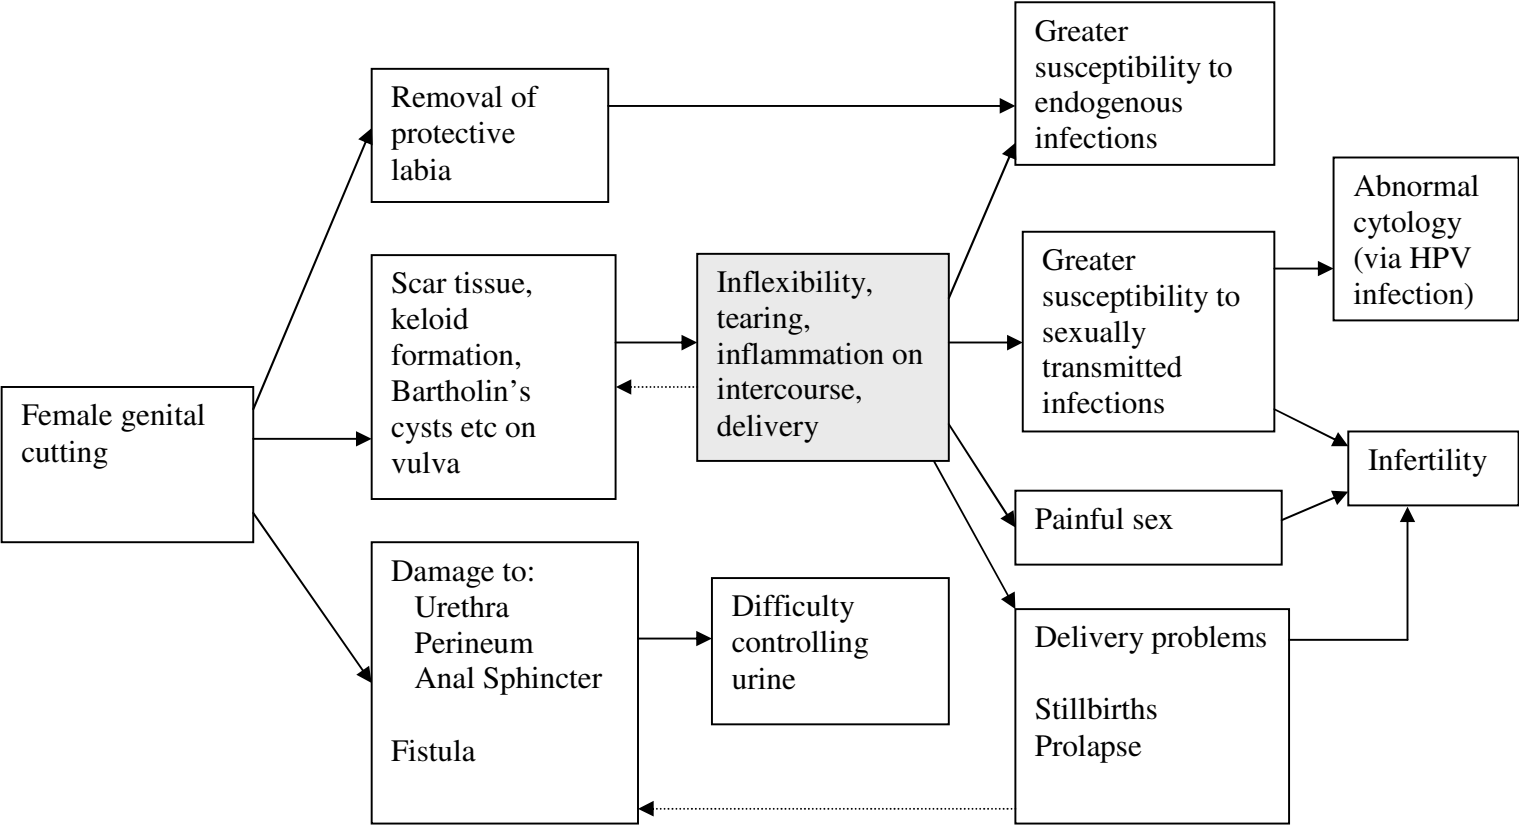 Female genital
cutting
Removal of
protective
labia
Scar tissue,
keloid
formation,
Bartholin’s
cysts etc on
vulva
Damage to:
Urethra
Perineum
Anal Sphincter
Fistula
Inflexibility,
tearing,
inflammation on
intercourse,
delivery
Difficulty
controlling
urine
Greater
susceptibility to
endogenous
infections
Greater
susceptibility to
sexually
transmitted
infections
Painful sex
Delivery problems
Stillbirths
Prolapse
Abnormal
cytology
(via HPV
infection)
Infertility